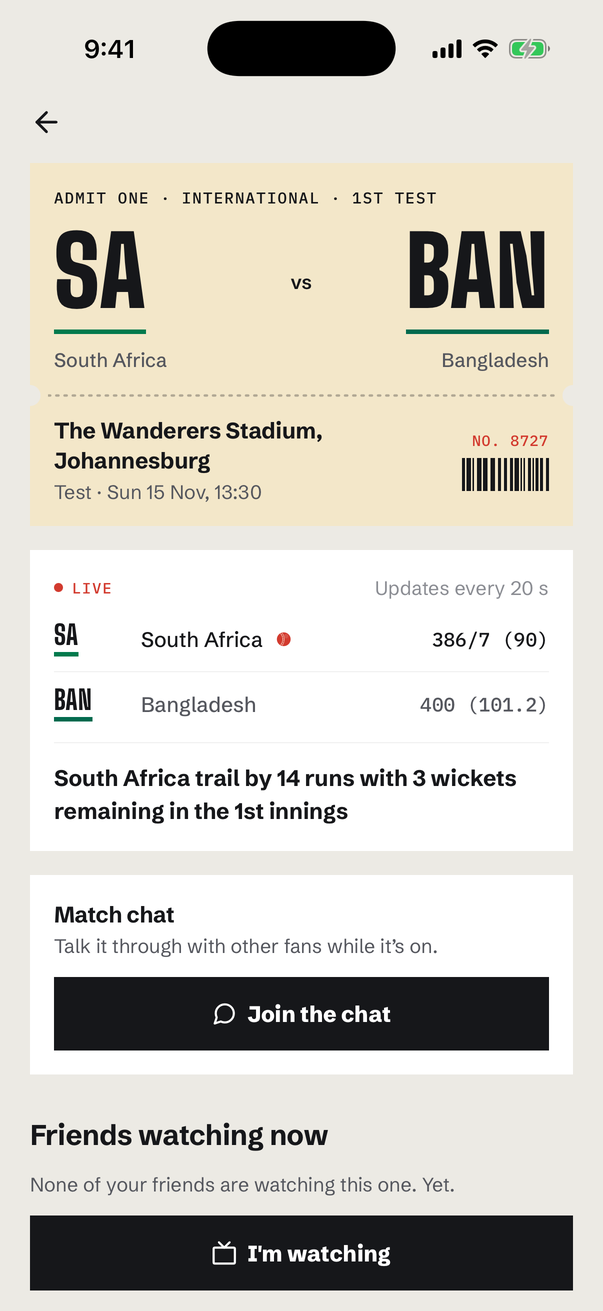 9:41
ADMIT ONE · INTERNATIONAL · 1ST TEST
SA vs BAN
South Africa Bangladesh
The Wanderers Stadium,
Johannesburg
Test · Sun 15 Nov, 13:30
NO. 8727
LIVE Updates every 20 s
SA South Africa 386/7 (90)
BAN Bangladesh 400 (101.2)
South Africa trail by 14 runs with 3 wickets
remaining in the 1st innings
Match chat
Talk it through with other fans while it’s on.
Join the chat
Friends watching now
None of your friends are watching this one. Yet.
I'm watching